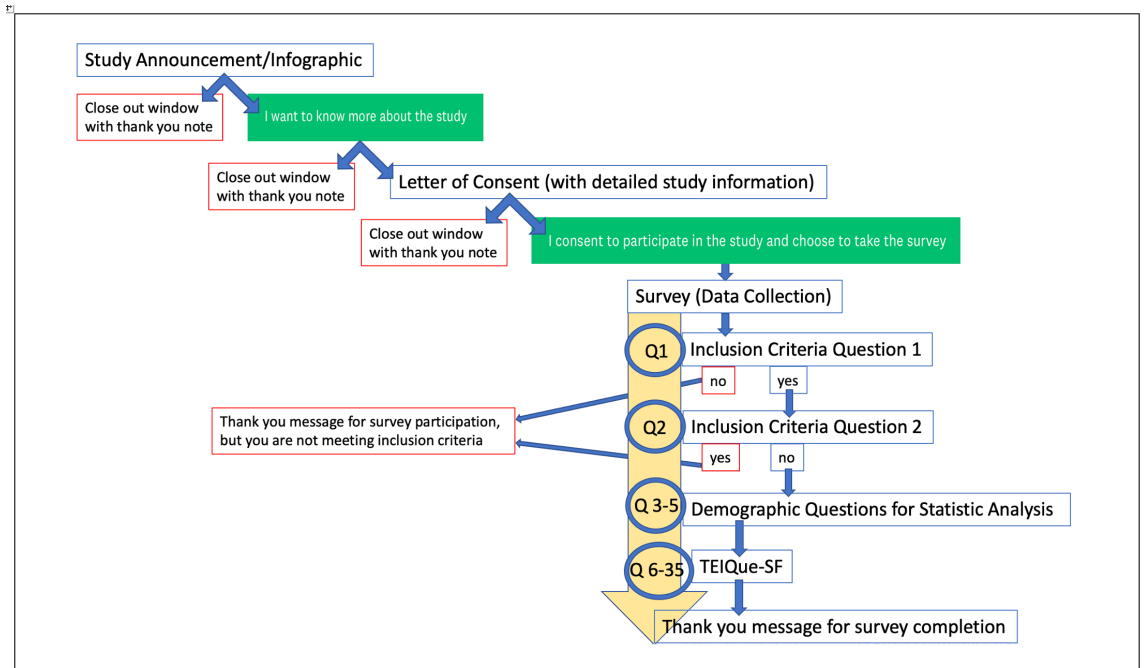 Study Announcement/Infographic
Close out window
with thank you note
I want to know more about the study
Close out window
with thank you note
Letter of Consent (with detailed study information)
Close out window
with thank you note
I consent to participate in the study and choose to take the survey
Survey (Data Collection)
Q1
Inclusion Criteria Question 1
no
yes
Thank you message for survey participation,
but you are not meeting inclusion criteria
Q2
Inclusion Criteria Question 2
yes
no
Q 3-5
Demographic Questions for Statistic Analysis
Q 6-35
TEIQue-SF
Thank you message for survey completion